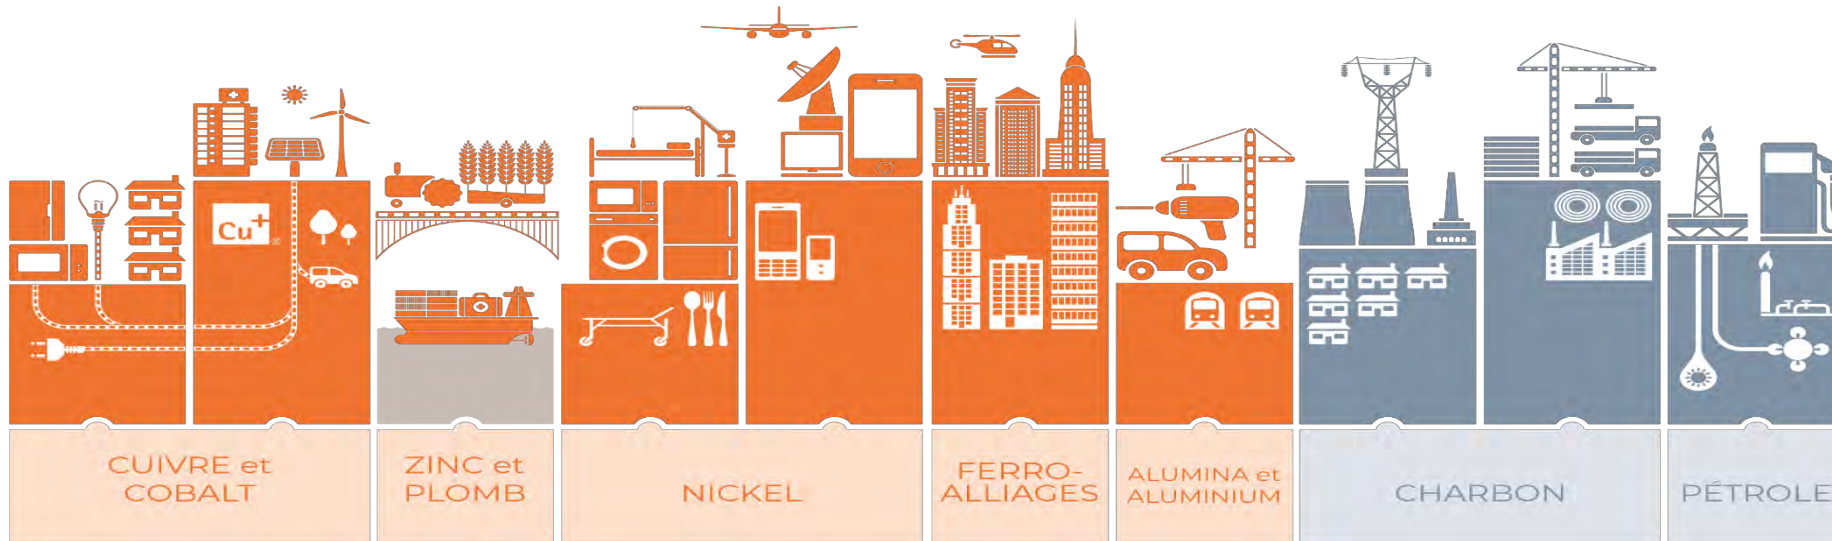 Cu+
®
CUIVRE et
COBALT
ZINC et
PLOMB
NICKEL
FERRO-
ALLIAGES
ALUMINA et
ALUMINIUM
CHARBON
PÉTROLE